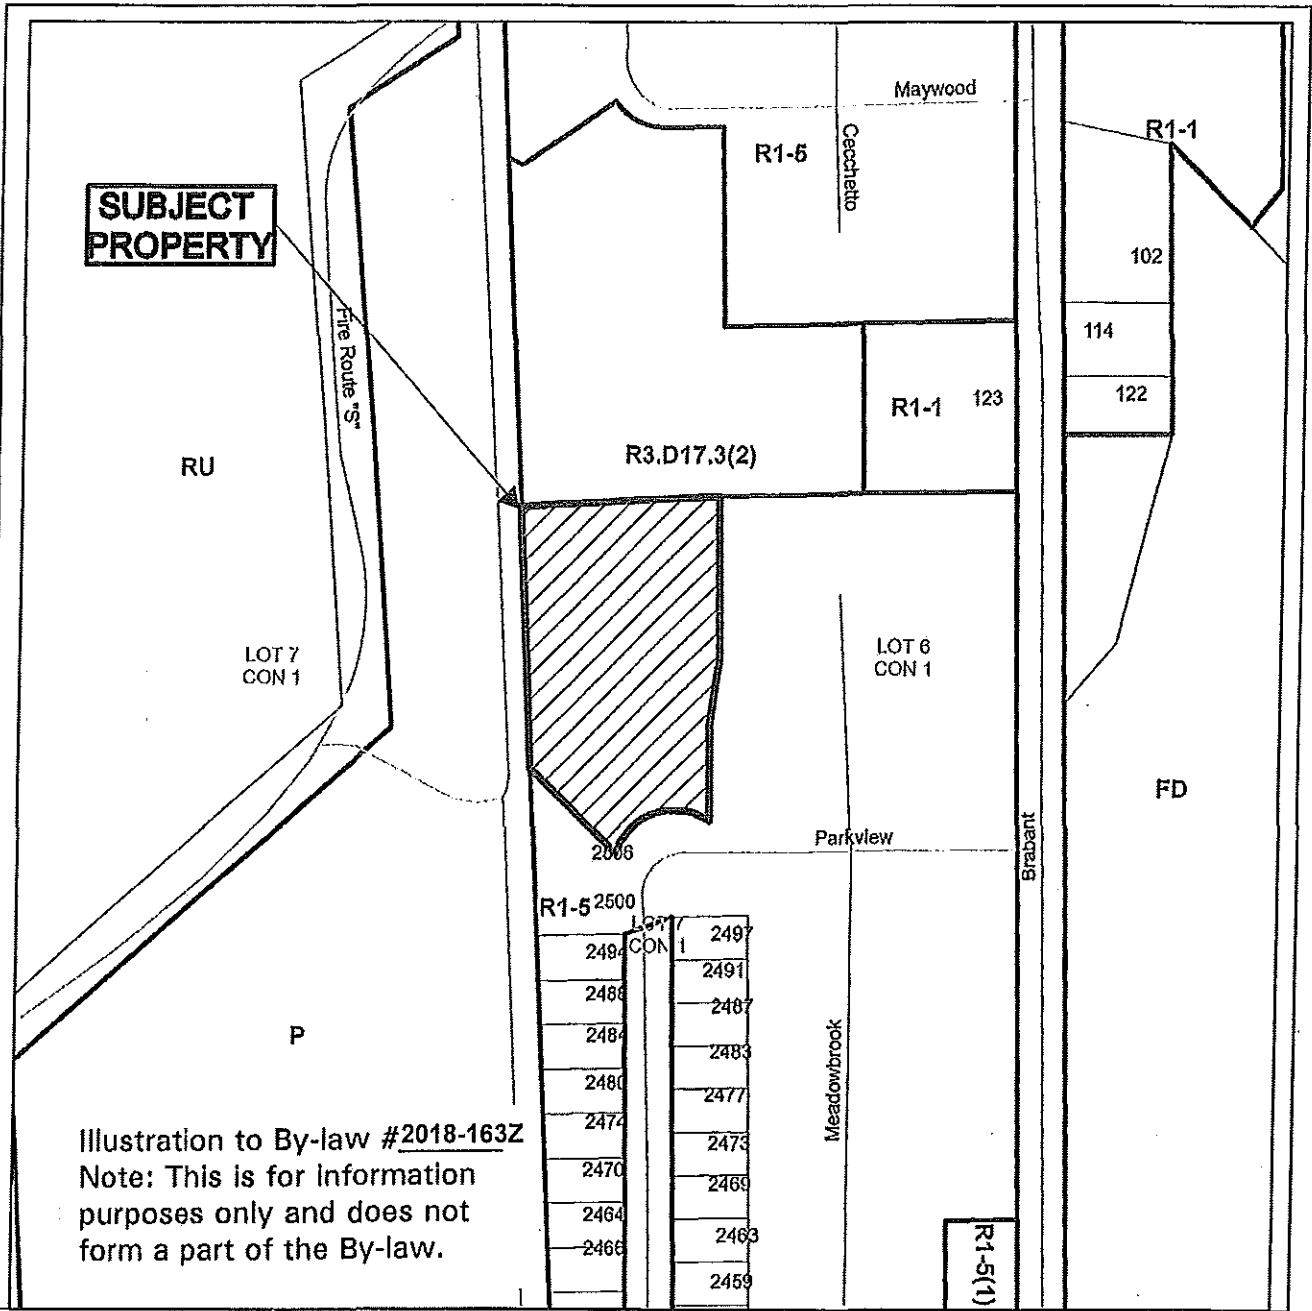 Maywood
R1-1
Cecchetto
R1-5
SUBJECT
PROPERTY
102
Fire Route "S"
114
122
R1-1
123
R3.D17.3(2)
RU
LOT 7
CON 1
LOT 6
CON 1
FD
Brabant
Parkview
2506
R1-5
2500
CON 1
2497
2494
2491
2488
2487
2484
2483
2480
2477
2474
2473
2470
2469
2464
2463
2466
2459
P
Meadowbrook
R1-5(1)
Illustration to By-law #2018-163Z
Note: This is for information
purposes only and does not
form a part of the By-law.